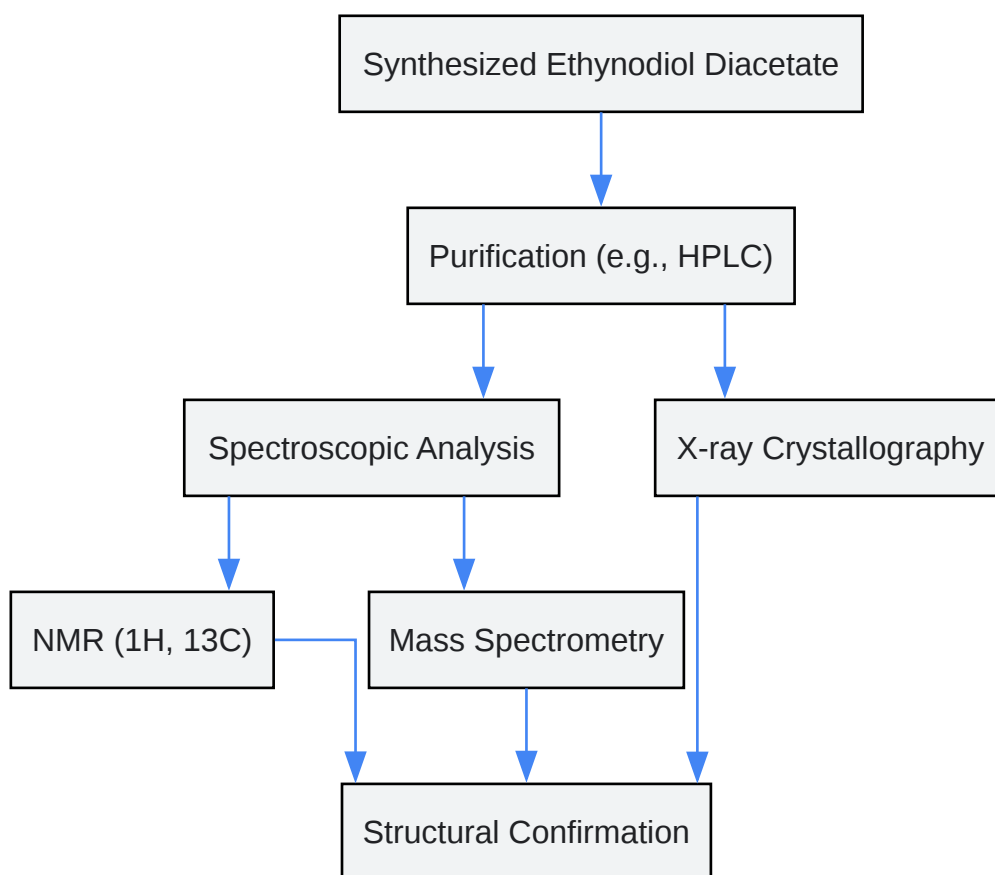 Synthesized Ethynodiol Diacetate
Purification (e.g., HPLC)
Spectroscopic Analysis
X-ray Crystallography
NMR (1H, 13C)
Mass Spectrometry
Structural Confirmation